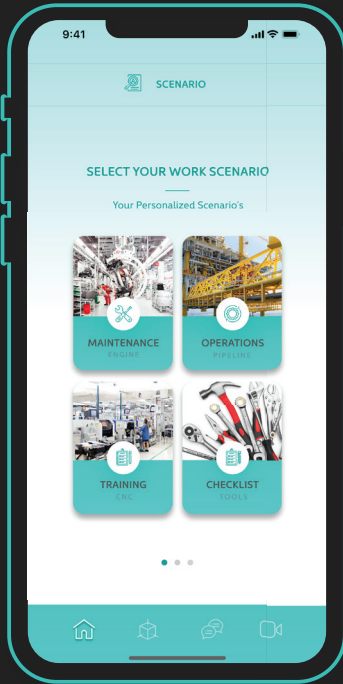 9:41
SCENARIO
SELECT YOUR WORK SCENARIO
Your Personalized Scenario's
MAINTENANCE
ENGINE
OPERATIONS
PIPELINE
TRAINING
CNC
CHECKLIST
TOOLS